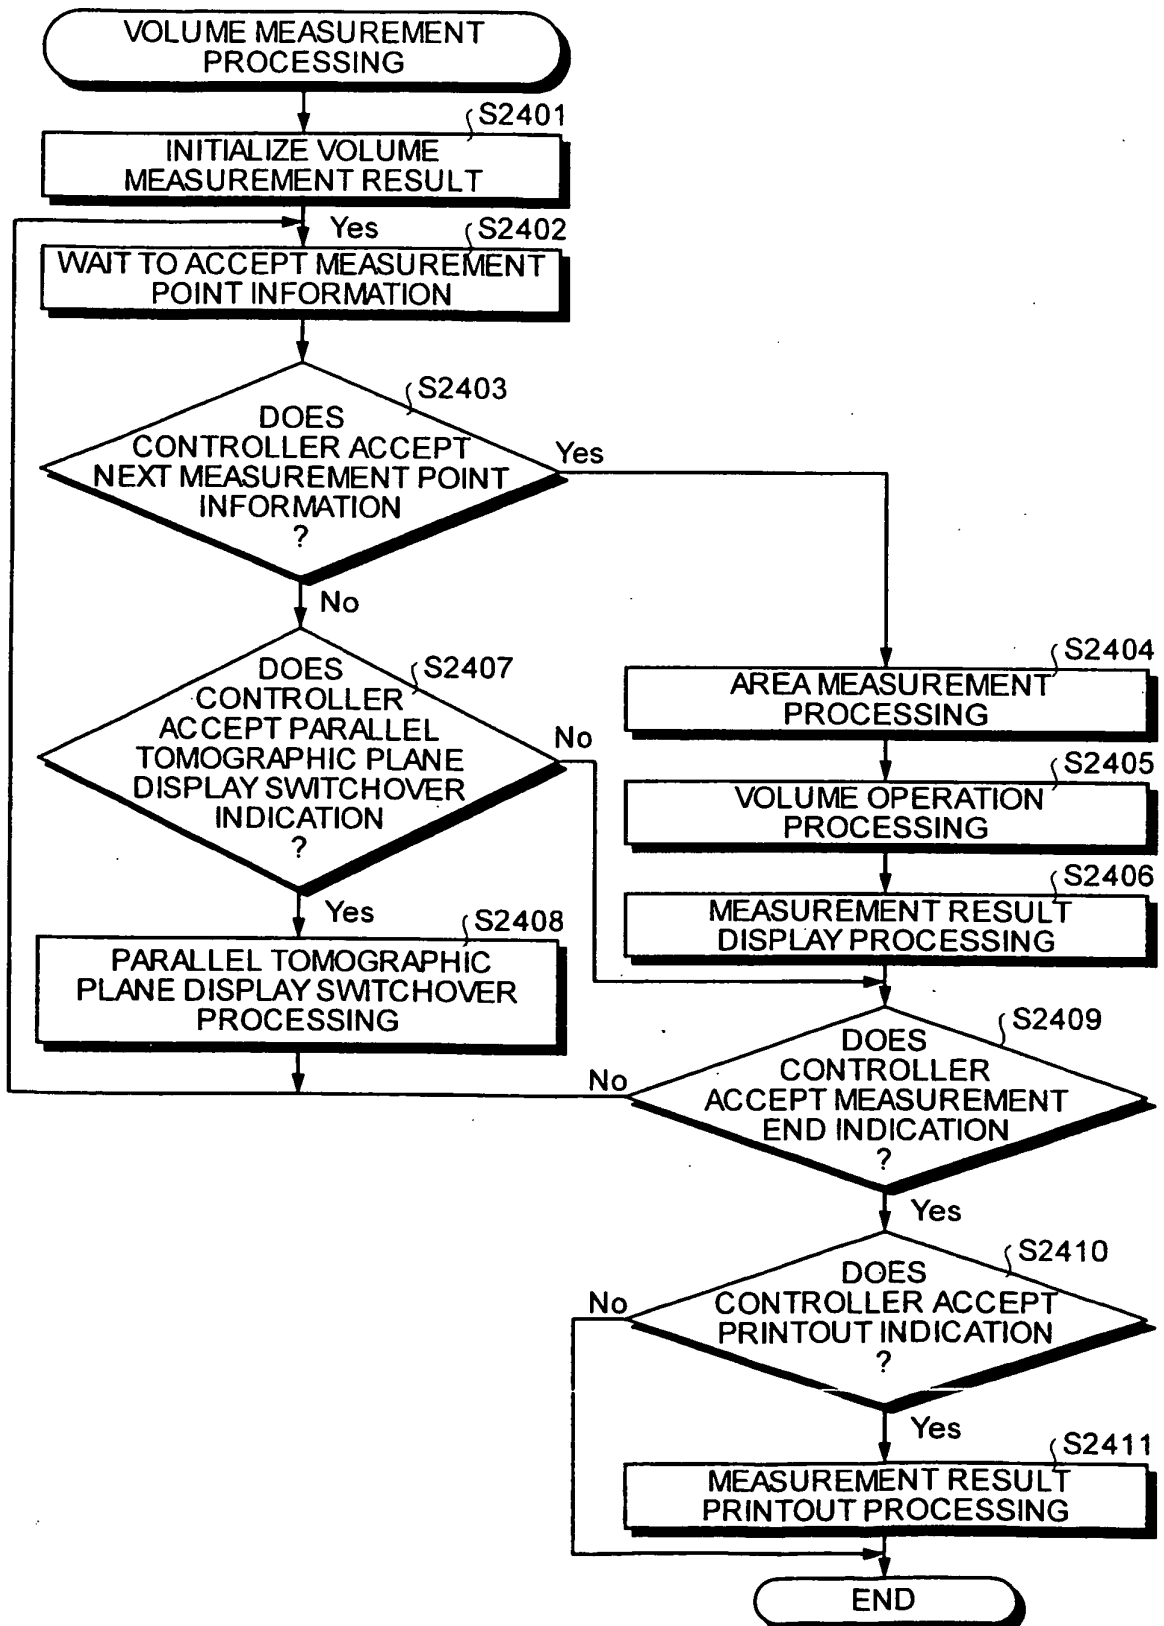 VOLUME MEASUREMENT
PROCESSING
S2401
INITIALIZE VOLUME
MEASUREMENT RESULT
Yes
S2402
WAIT TO ACCEPT MEASUREMENT
POINT INFORMATION
S2403
DOES
CONTROLLER ACCEPT
NEXT MEASUREMENT POINT
INFORMATION
?
Yes
No
S2407
DOES
CONTROLLER
ACCEPT PARALLEL
TOMOGRAPHIC PLANE
DISPLAY SWITCHOVER
INDICATION
?
No
Yes
S2408
PARALLEL TOMOGRAPHIC
PLANE DISPLAY SWITCHOVER
PROCESSING
S2404
AREA MEASUREMENT
PROCESSING
S2405
VOLUME OPERATION
PROCESSING
S2406
MEASUREMENT RESULT
DISPLAY PROCESSING
S2409
DOES
CONTROLLER
ACCEPT MEASUREMENT
END INDICATION
?
No
Yes
S2410
DOES
CONTROLLER ACCEPT
PRINTOUT INDICATION
?
No
Yes
S2411
MEASUREMENT RESULT
PRINTOUT PROCESSING
END